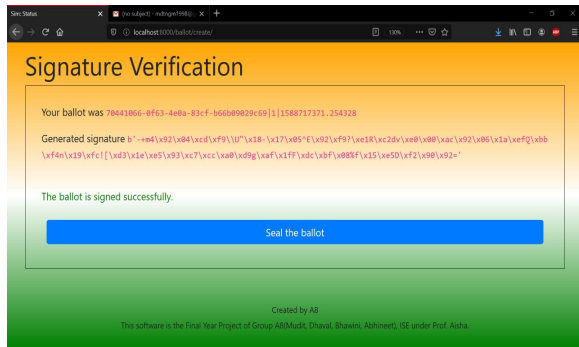 Sim: Status
(no subject) - mdtngm1998@g
localhost:8000/ballot/create/
130%
Signature Verification
Your ballot was 70441066-0f63-4e0a-83cf-b66b09029c69|1|1588717371.254328
Generated signature b'-+m4\x92\x04\xcd\xf9\\U"\x18-\x17\x05^E\x92\xf9?\xe1R\xc2dv\xe0\x00\xac\x92\x06\x1a\xefQ\xbb
\xf4n\x19\xfc![\xd3\x1e\xe5\x93\xc7\xcc\xa0\xd9g\xaf\x1fF\xdc\xbf\x08%f\x15\xe5D\xf2\x90\x92='
The ballot is signed successfully.
Seal the ballot
Created by A8
This software is the Final Year Project of Group A8(Mudit, Dhaval, Bhawini, Abhineet), ISE under Prof. Aisha.